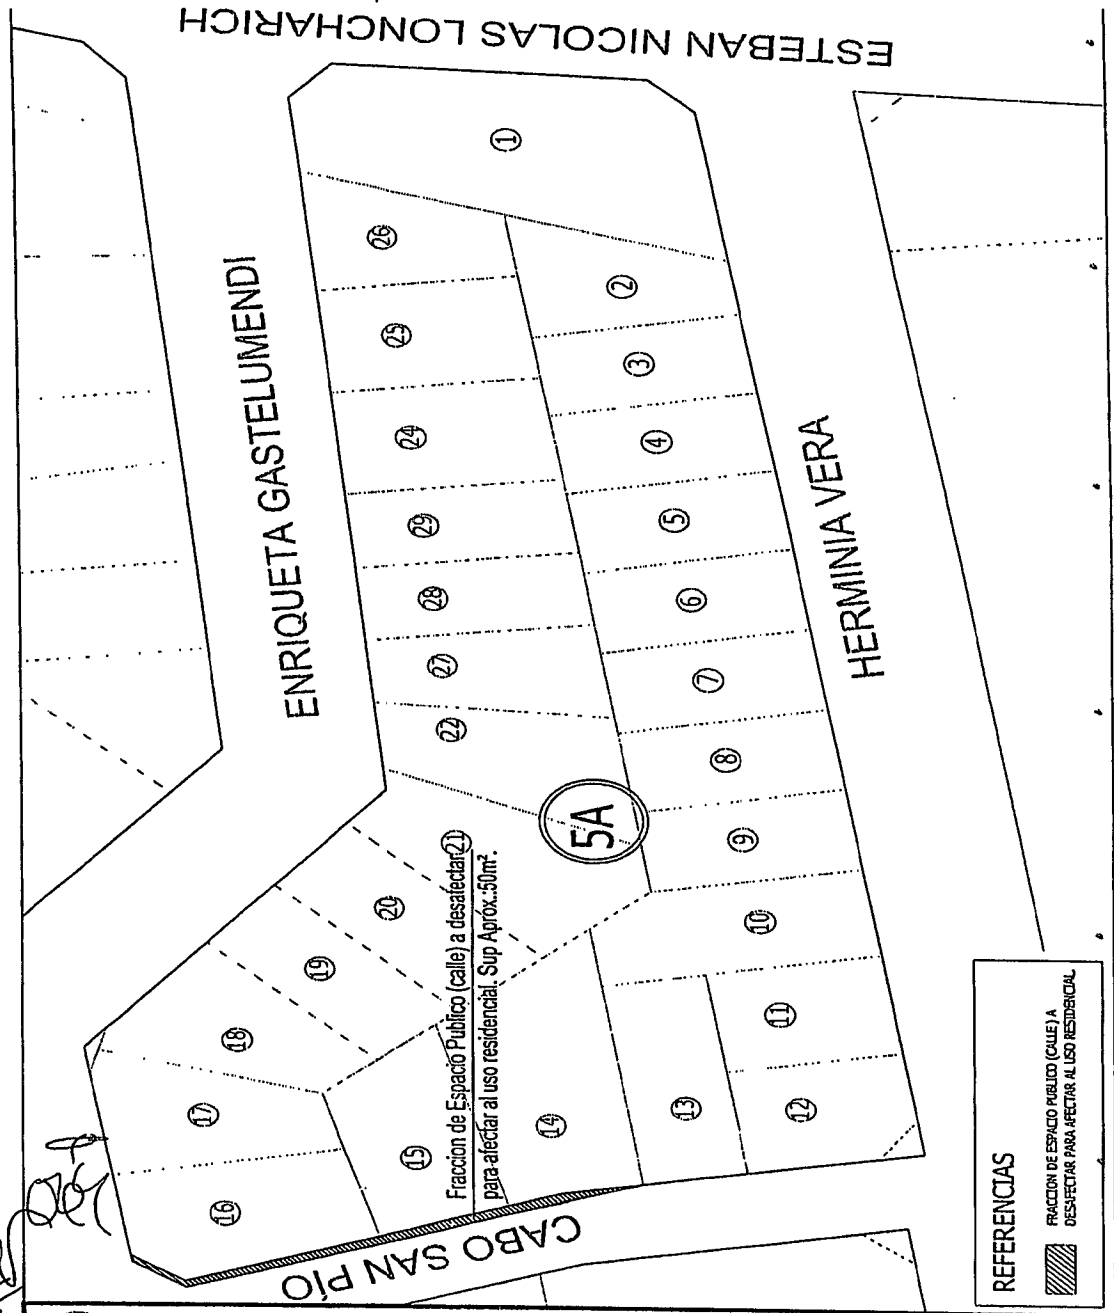 ESTEBAN NICOLAS LONCHARICH
ENRIQUETA GASTELUMENDI
HERMINIA VERA
CABO SAN PÍO
5A
1
26
25
24
29
28
27
22
21
20
19
18
17
16
15
14
13
12
11
10
9
8
7
6
5
4
3
2
Fraccion de Espacio Publico (calle) a desafectar
para afectar al uso residencial. Sup Aprox.:50m².
REFERENCIAS
FRACCION DE ESPACIO PUBLICO (CALLE) A
DESAFECTAR PARA AFECTAR AL USO RESIDENCIAL